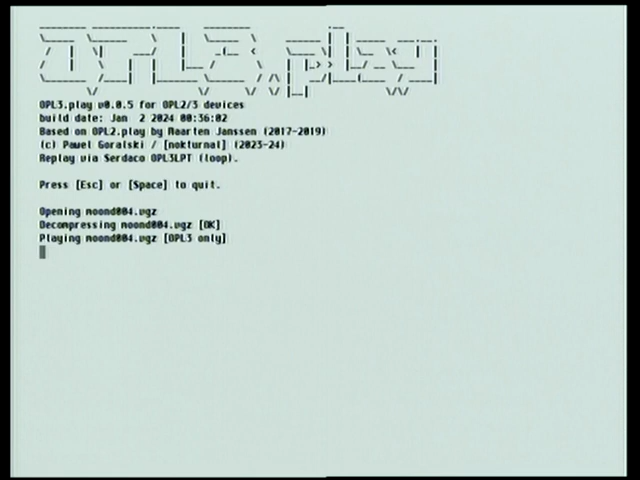 OPL3.play
OPL3.play v0.0.5 for OPL2/3 devices
build date: Jan  2 2024 00:36:02
Based on OPL2.play by Maarten Janssen (2017-2019)
(c) Pawel Goralski / [nokturnal] (2023-24)
Replay via Serdaco OPL3LPT (loop).
Press [Esc] or [Space] to quit.
Opening moond004.vgz
Decompressing moond004.vgz [OK]
Playing moond004.vgz [OPL3 only]